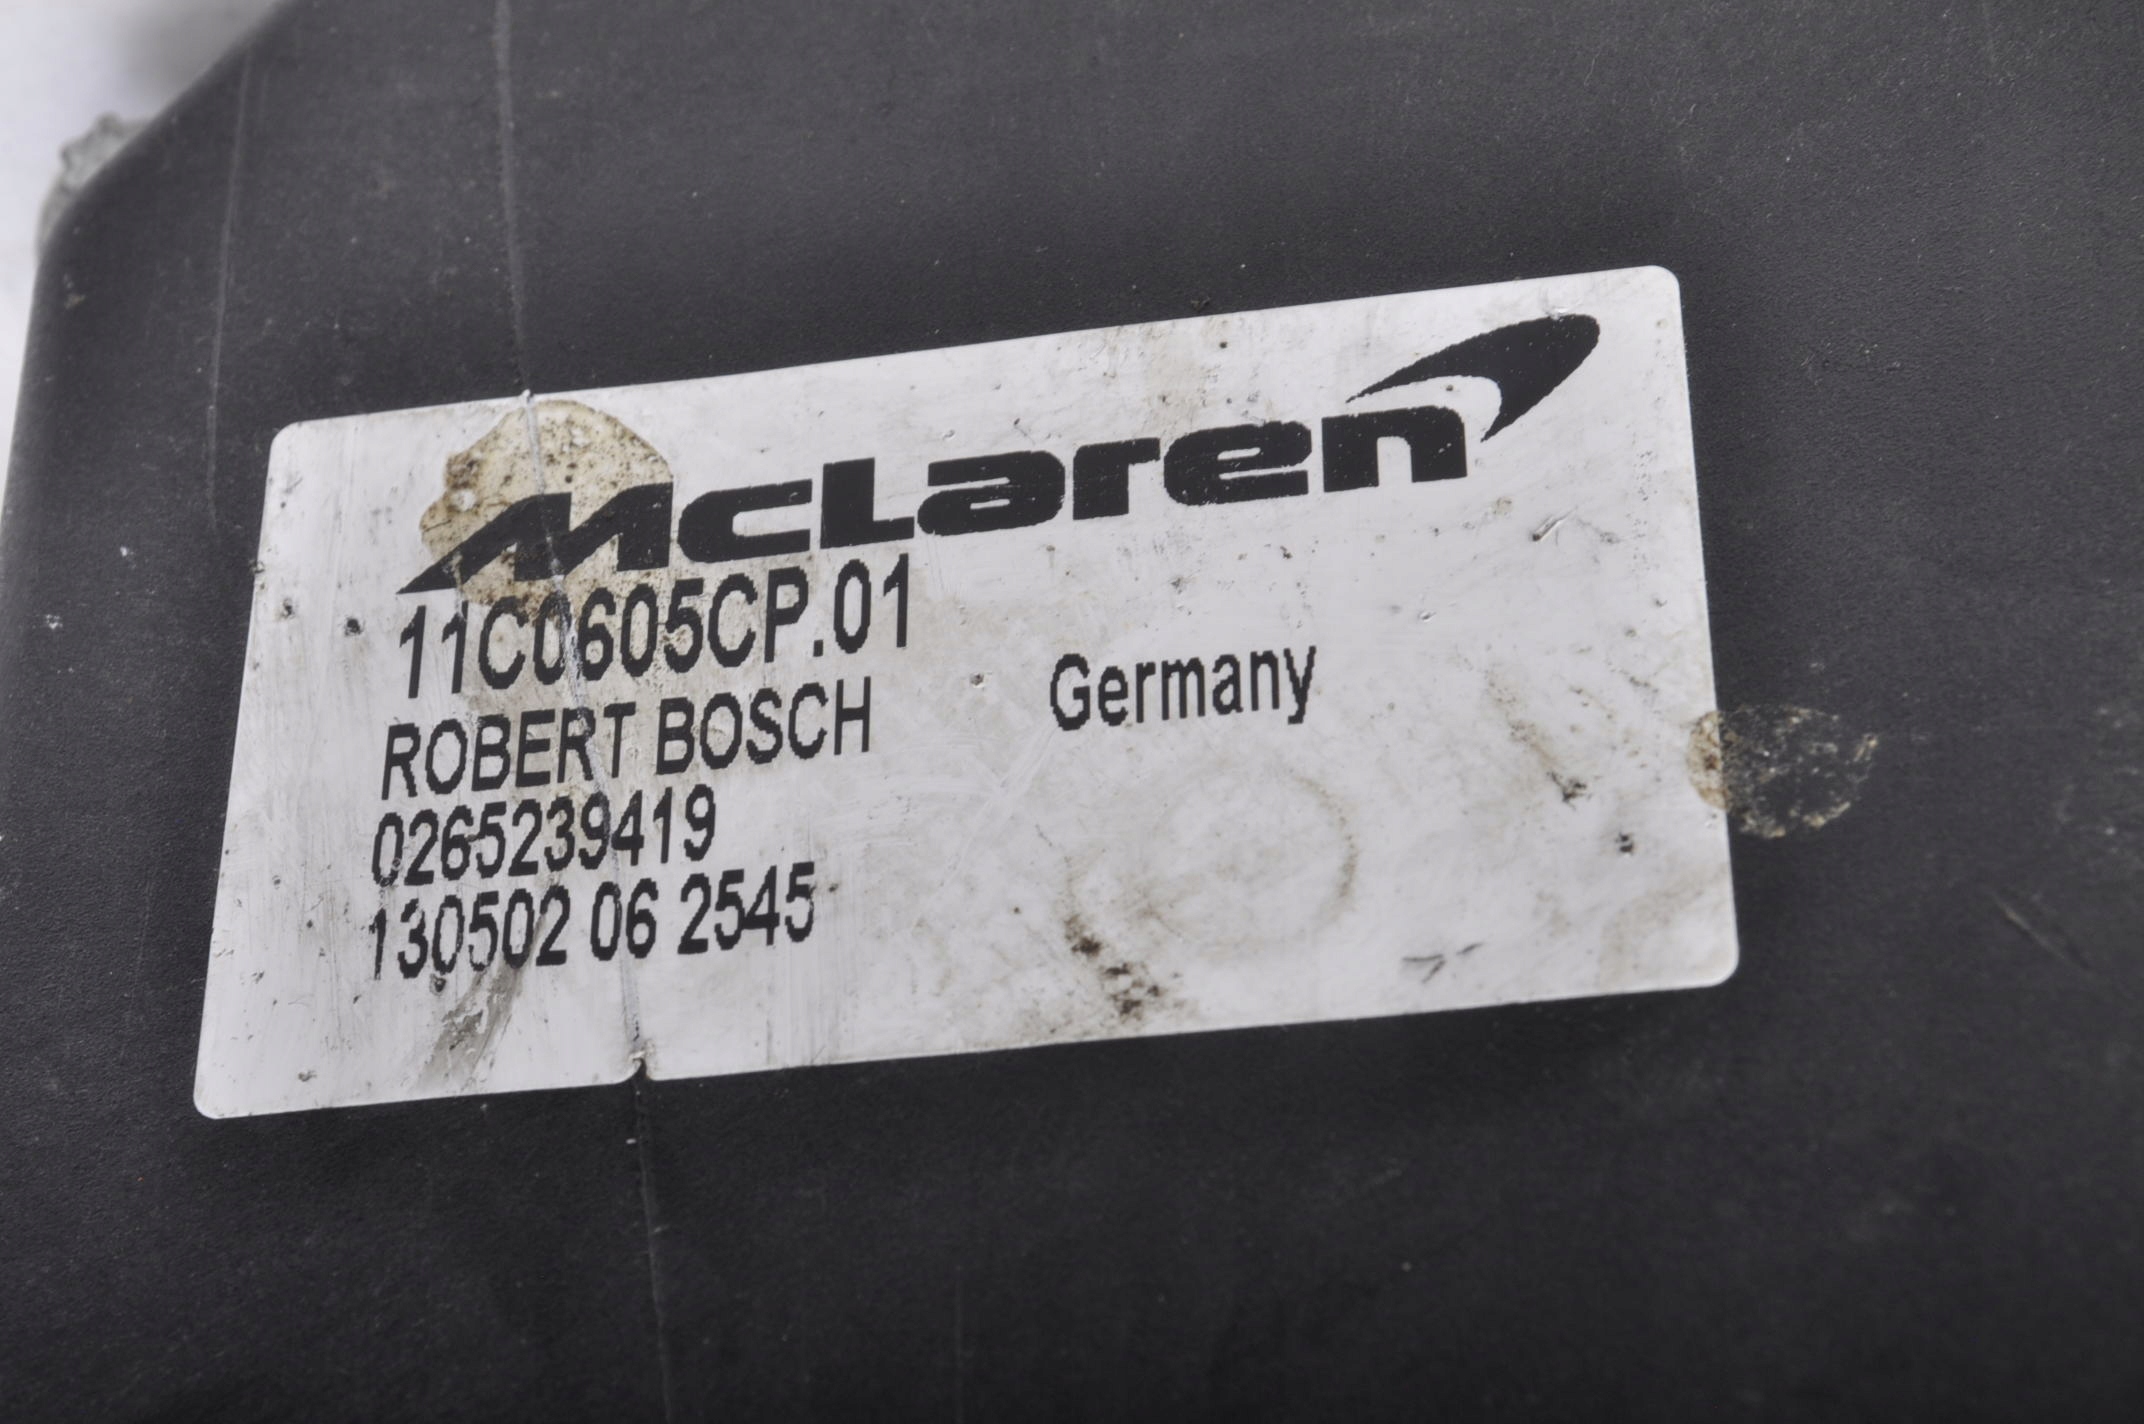 McLaren
11C0605CP.01
ROBERT BOSCH Germany
0265239419
130502 06 2545